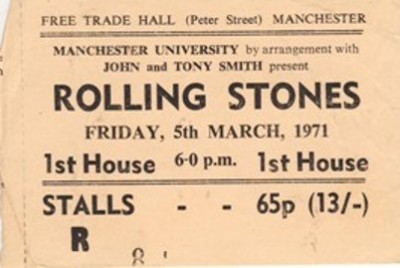 FREE TRADE HALL (Peter Street) MANCHESTER
MANCHESTER UNIVERSITY by arrangement with
JOHN and TONY SMITH present
ROLLING STONES
FRIDAY, 5th MARCH, 1971
1st House 6·0 p.m. 1st House
STALLS - - 65p (13/-)
R